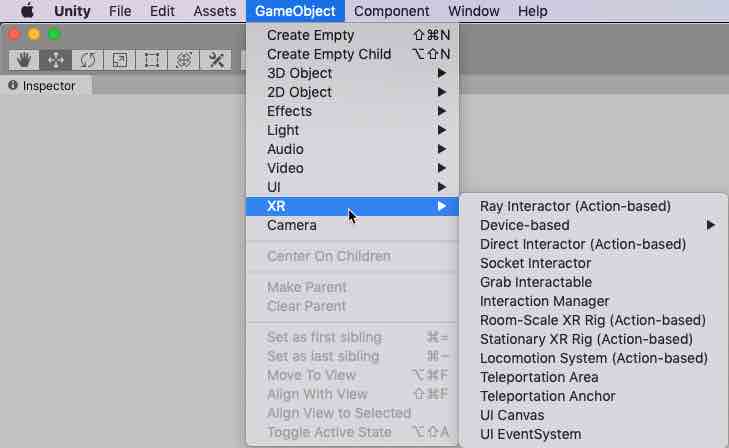 Unity File Edit Assets GameObject Component Window Help
Inspector
Create Empty ⇧⌘N
Create Empty Child ⌥⇧N
3D Object ▶
2D Object ▶
Effects ▶
Light ▶
Audio ▶
Video ▶
UI ▶
XR ▶
Camera
Center On Children
Make Parent
Clear Parent
Set as first sibling ⌘=
Set as last sibling ⌘−
Move To View ⌥⌘F
Align With View ⇧⌘F
Align View to Selected
Toggle Active State ⌥⇧A
Ray Interactor (Action-based)
Device-based ▶
Direct Interactor (Action-based)
Socket Interactor
Grab Interactable
Interaction Manager
Room-Scale XR Rig (Action-based)
Stationary XR Rig (Action-based)
Locomotion System (Action-based)
Teleportation Area
Teleportation Anchor
UI Canvas
UI EventSystem